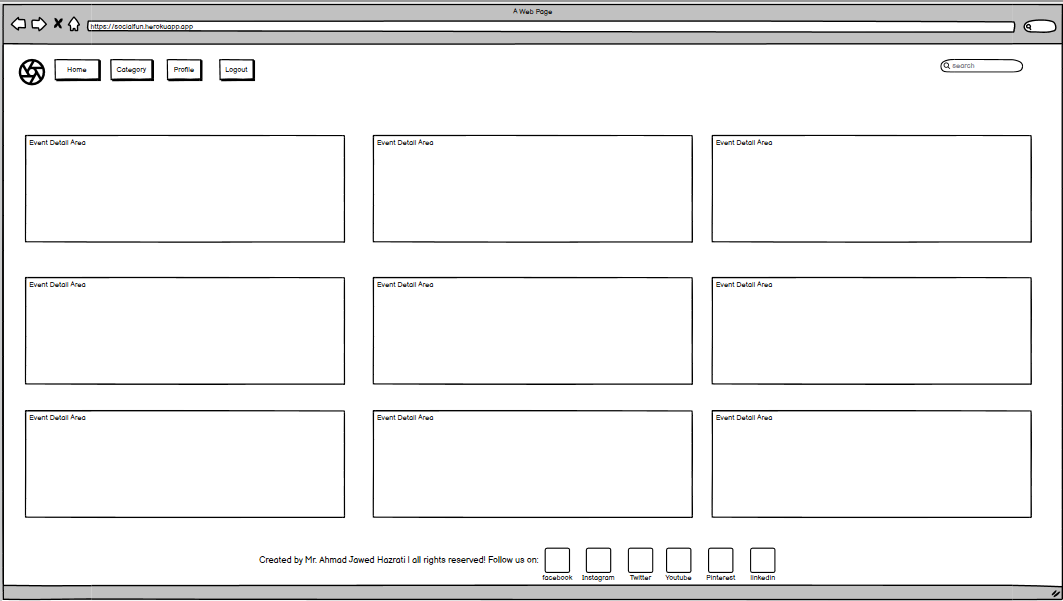 A Web Page
https://socialfun.herokuapp.app
Home Category Profile Logout search
Event Detail Area Event Detail Area Event Detail Area
Event Detail Area Event Detail Area Event Detail Area
Event Detail Area Event Detail Area Event Detail Area
Created by Mr. Ahmad Jawed Hazrati | all rights reserved! Follow us on:
facebook Instagram Twitter Youtube Pinterest linkedin